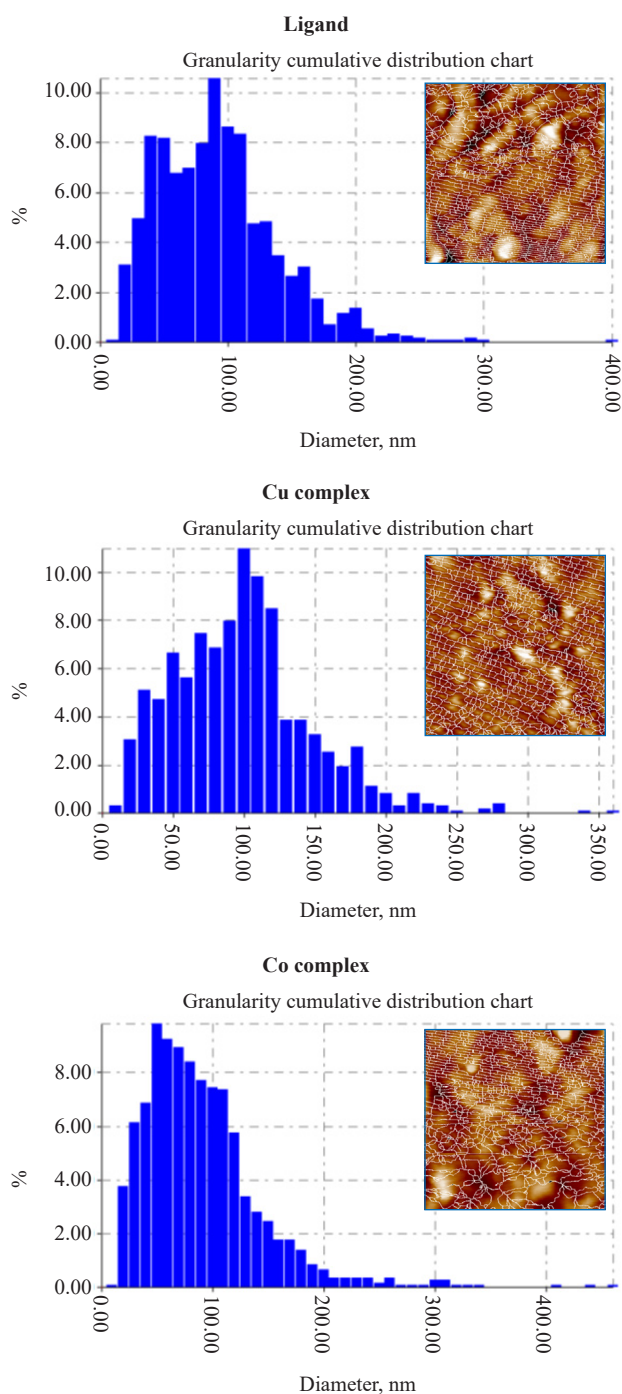 Ligand
Granularity cumulative distribution chart
10.00
8.00
6.00
4.00
2.00
0.00
%
0.00 100.00 200.00 300.00 400.00
Diameter, nm
Cu complex
Granularity cumulative distribution chart
10.00
8.00
6.00
4.00
2.00
0.00
%
0.00 50.00 100.00 150.00 200.00 250.00 300.00 350.00
Diameter, nm
Co complex
Granularity cumulative distribution chart
8.00
6.00
4.00
2.00
0.00
%
0.00 100.00 200.00 300.00 400.00
Diameter, nm